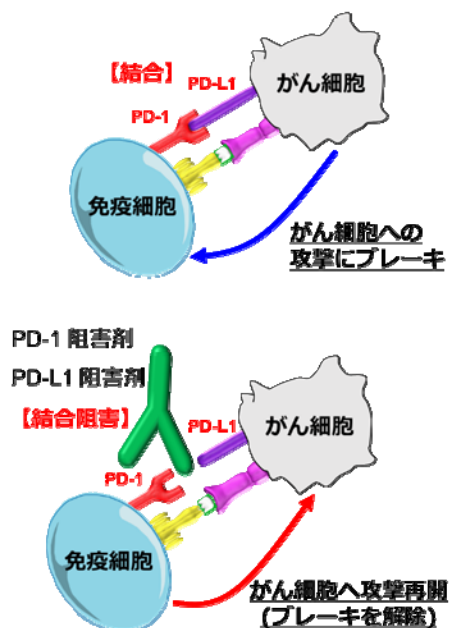 【結合】
PD-L1
がん細胞
PD-1
免疫細胞
がん細胞への
攻撃にブレーキ
PD-1 阻害剤
PD-L1 阻害剤
【結合阻害】
PD-L1
がん細胞
PD-1
免疫細胞
がん細胞へ攻撃再開
(ブレーキを解除)